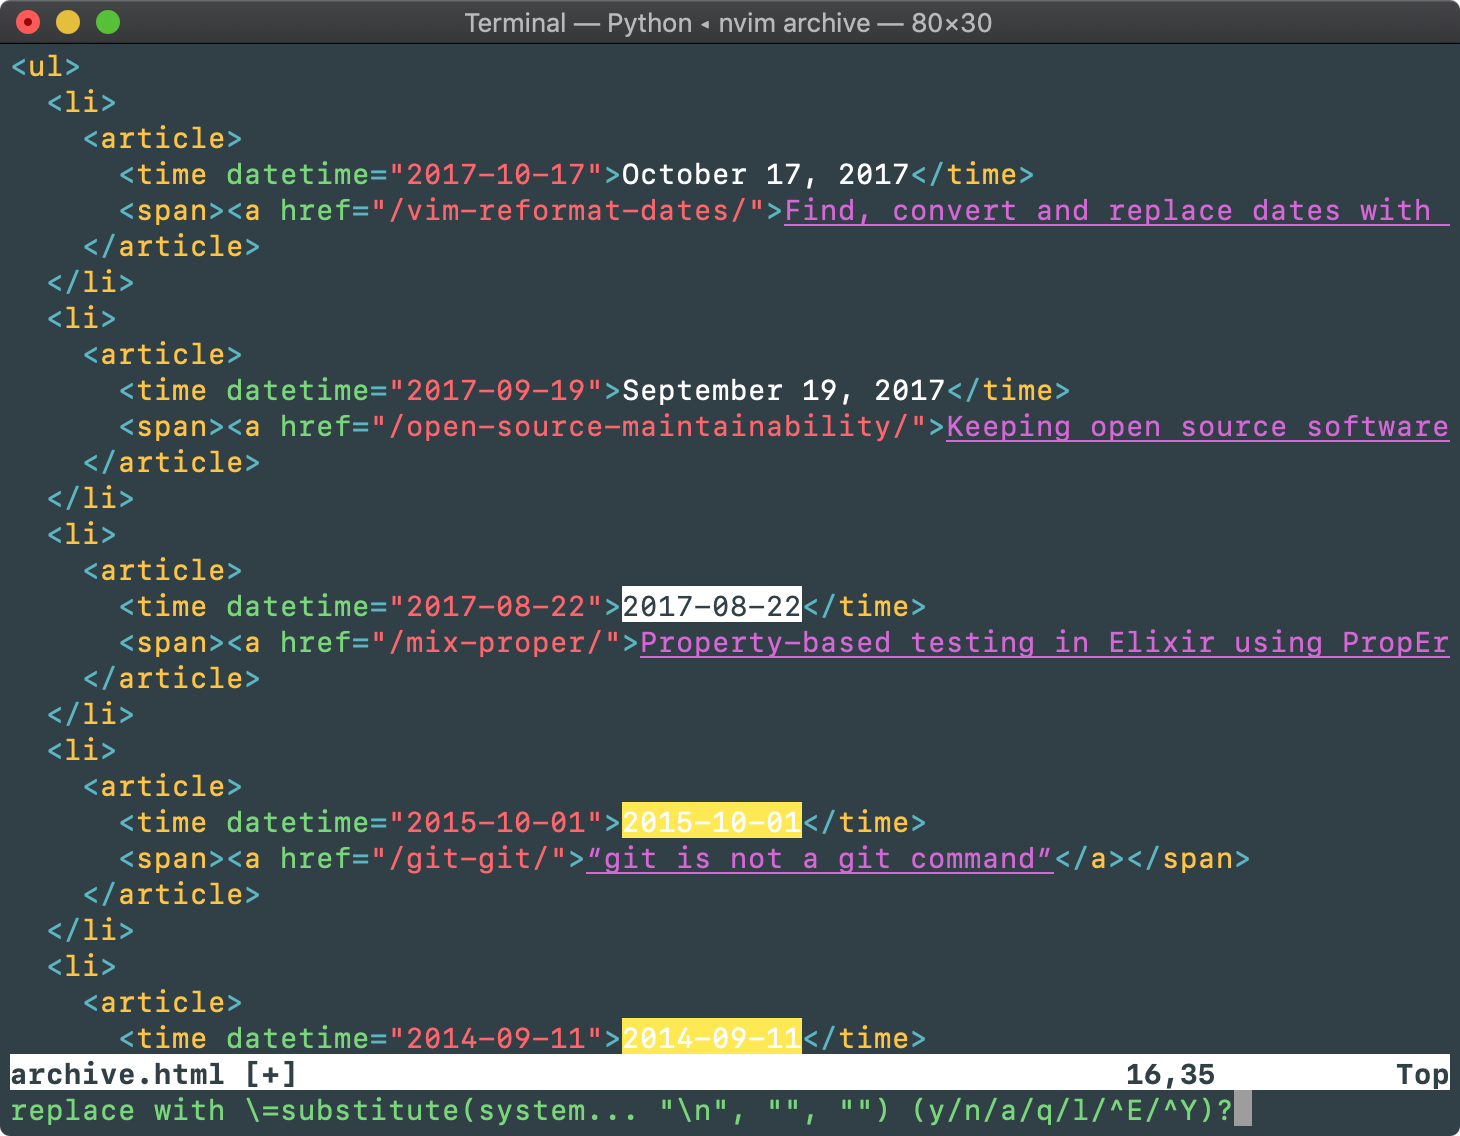 Terminal — Python ◂ nvim archive — 80×30
<ul>
  <li>
    <article>
      <time datetime="2017-10-17">October 17, 2017</time>
      <span><a href="/vim-reformat-dates/">Find, convert and replace dates with
    </article>
  </li>
  <li>
    <article>
      <time datetime="2017-09-19">September 19, 2017</time>
      <span><a href="/open-source-maintainability/">Keeping open source software
    </article>
  </li>
  <li>
    <article>
      <time datetime="2017-08-22">2017-08-22</time>
      <span><a href="/mix-proper/">Property-based testing in Elixir using PropEr
    </article>
  </li>
  <li>
    <article>
      <time datetime="2015-10-01">2015-10-01</time>
      <span><a href="/git-git/">“git is not a git command”</a></span>
    </article>
  </li>
  <li>
    <article>
      <time datetime="2014-09-11">2014-09-11</time>
archive.html [+] 16,35 Top
replace with \=substitute(system... "\n", "", "") (y/n/a/q/l/^E/^Y)?